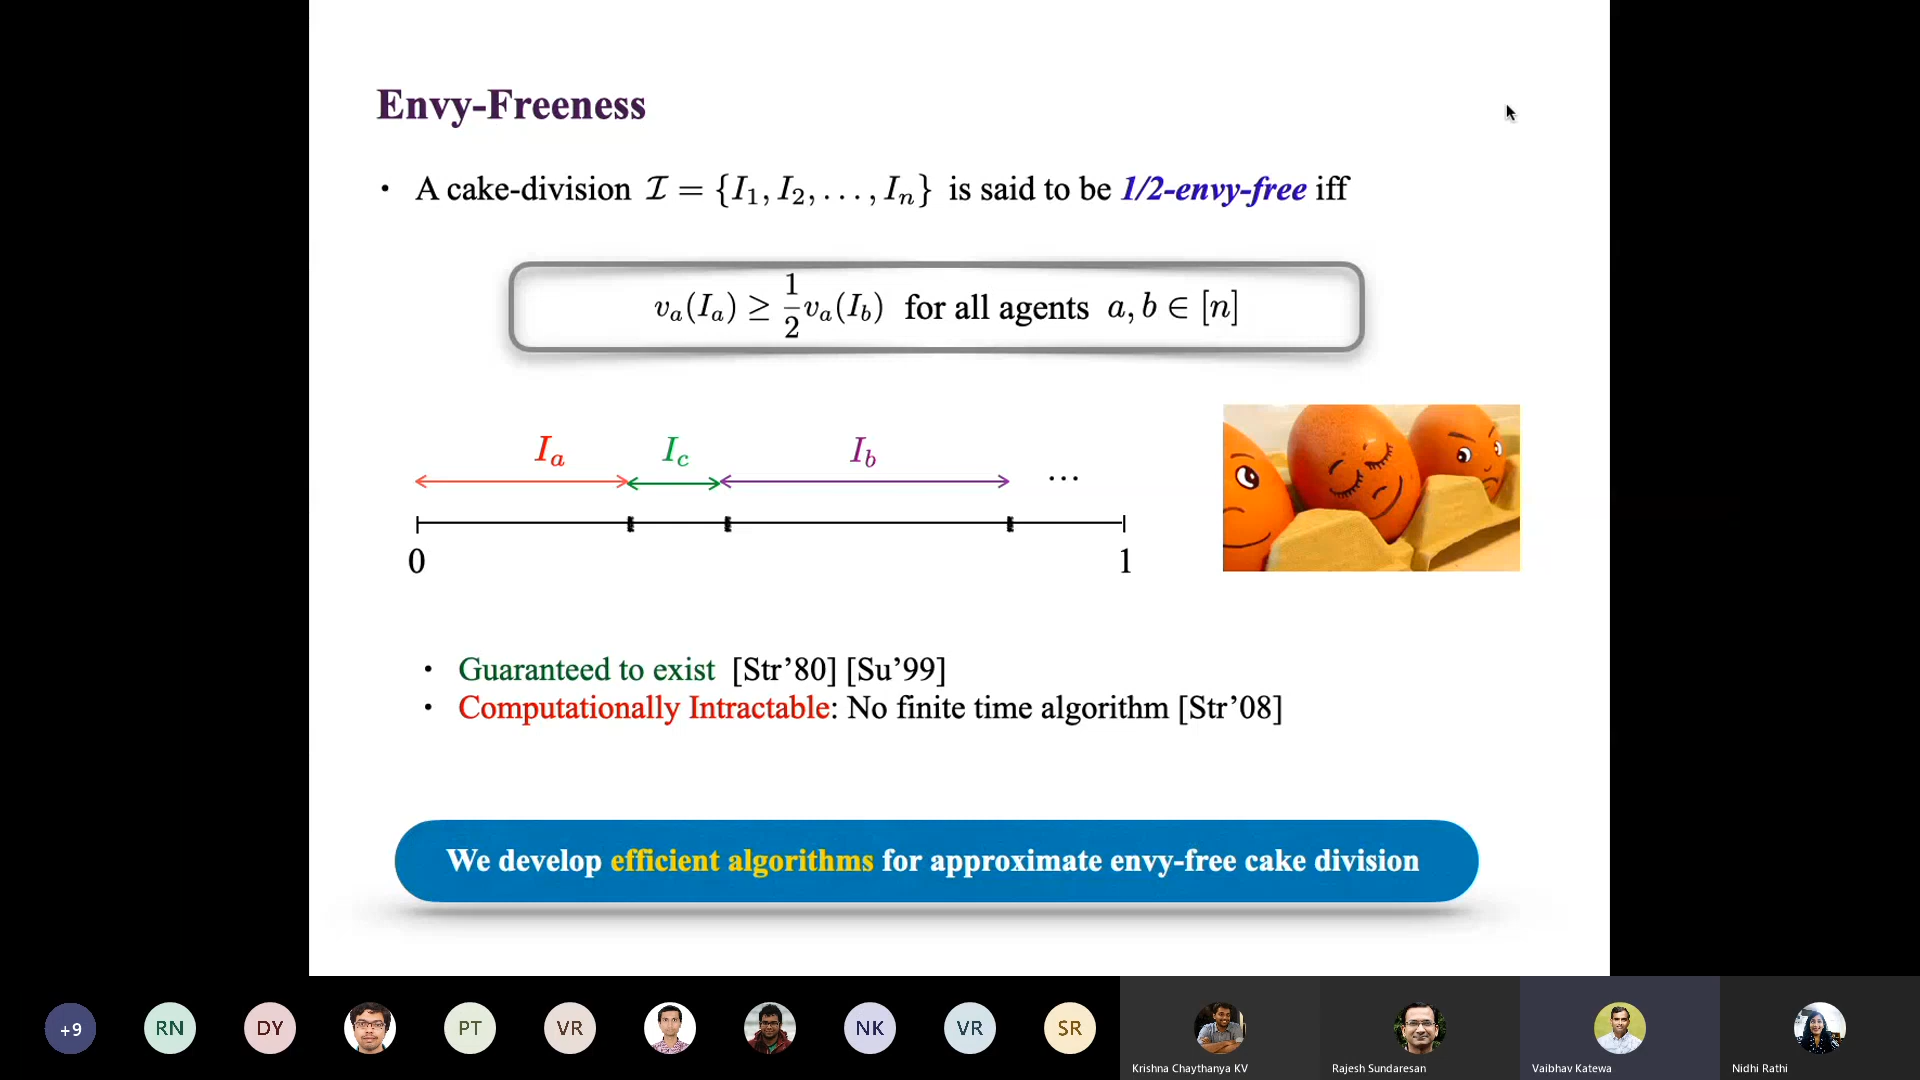 Envy-Freeness
• A cake-division 𝓘 = {I₁, I₂, …, Iₙ} is said to be 1/2-envy-free iff
vₐ(Iₐ) ≥ 1/2 vₐ(I_b) for all agents a, b ∈ [n]
Iₐ I_c I_b …
0 1
• Guaranteed to exist [Str’80] [Su’99]
• Computationally Intractable: No finite time algorithm [Str’08]
We develop efficient algorithms for approximate envy-free cake division
+9 RN DY PT VR NK VR SR
Krishna Chaythanya KV Rajesh Sundaresan Vaibhav Katewa Nidhi Rathi